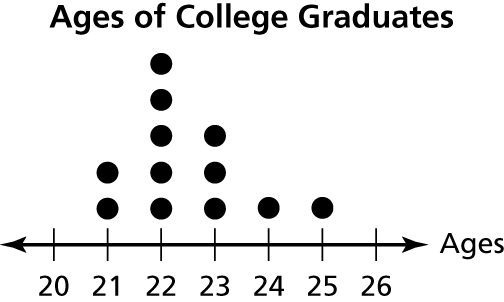 Ages of College Graduates
Ages
20 21 22 23 24 25 26